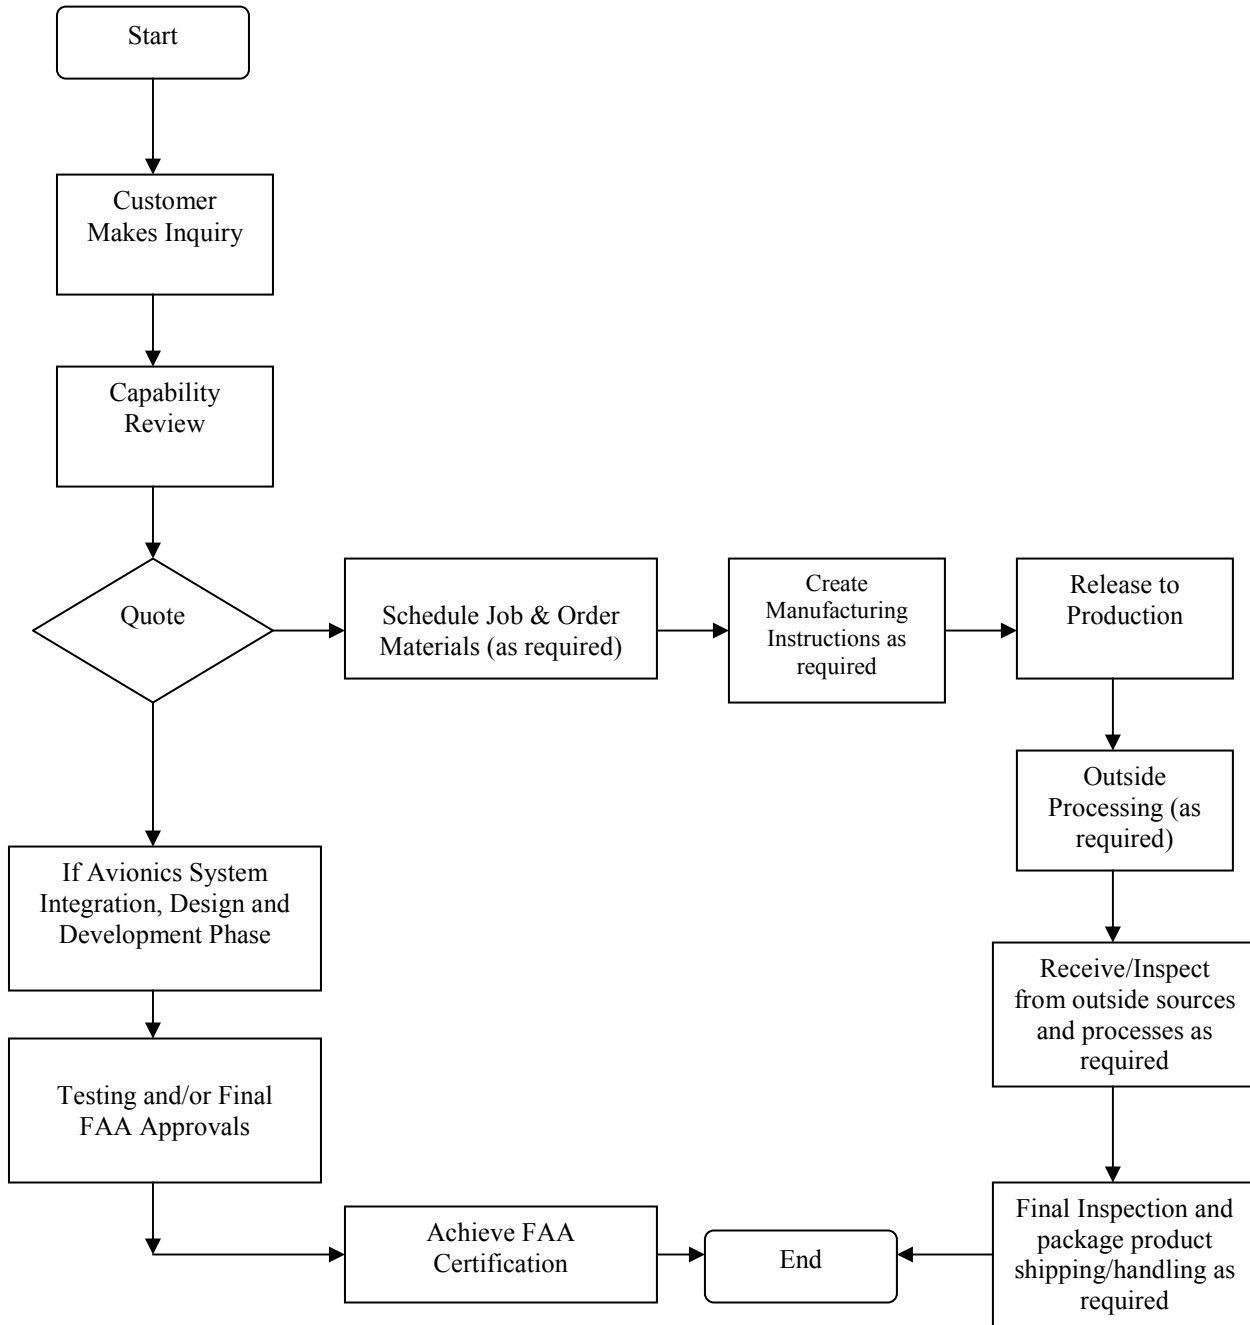 Start
Customer
Makes Inquiry
Capability
Review
Quote
Schedule Job & Order
Materials (as required)
Create
Manufacturing
Instructions as
required
Release to
Production
Outside
Processing (as
required)
If Avionics System
Integration, Design and
Development Phase
Receive/Inspect
from outside sources
and processes as
required
Testing and/or Final
FAA Approvals
Achieve FAA
Certification
End
Final Inspection and
package product
shipping/handling as
required